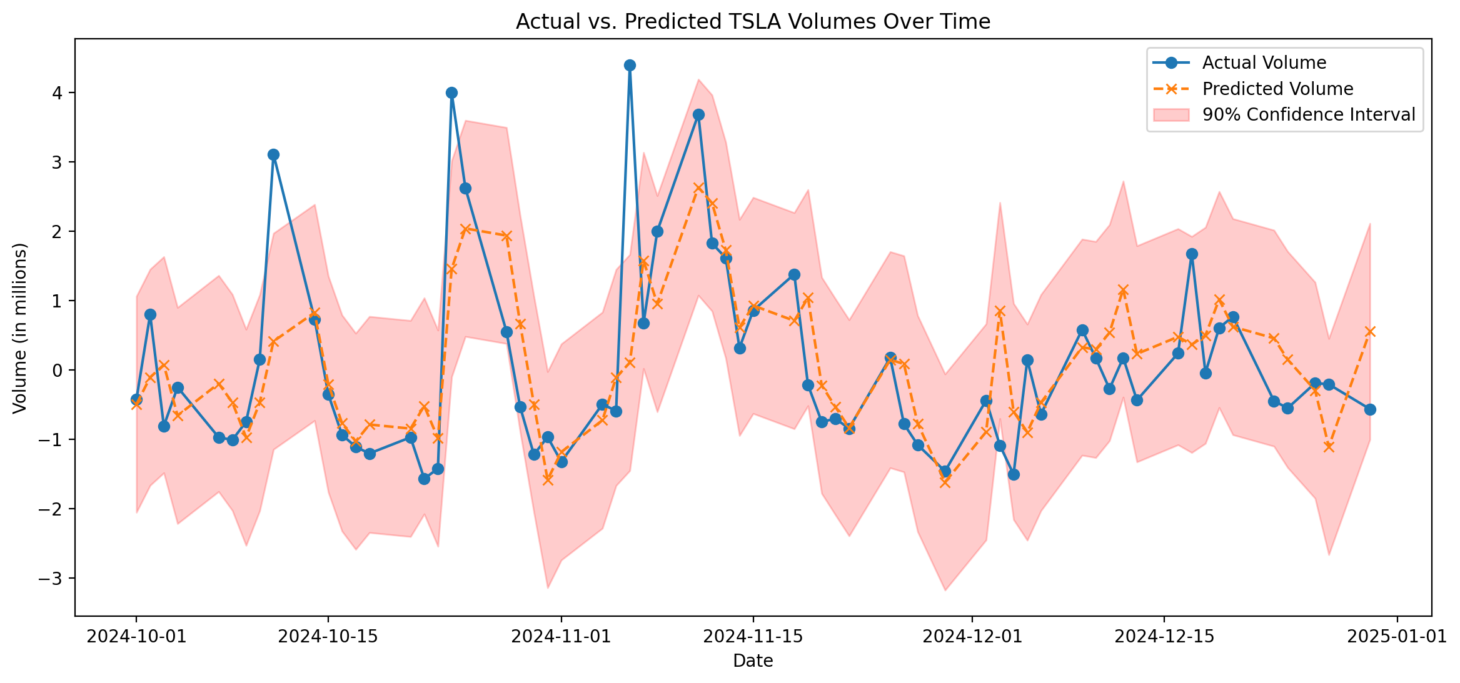 Actual vs. Predicted TSLA Volumes Over Time
Actual Volume
Predicted Volume
90% Confidence Interval
Volume (in millions)
4
3
2
1
0
−1
−2
−3
2024-10-01
2024-10-15
2024-11-01
2024-11-15
2024-12-01
2024-12-15
2025-01-01
Date